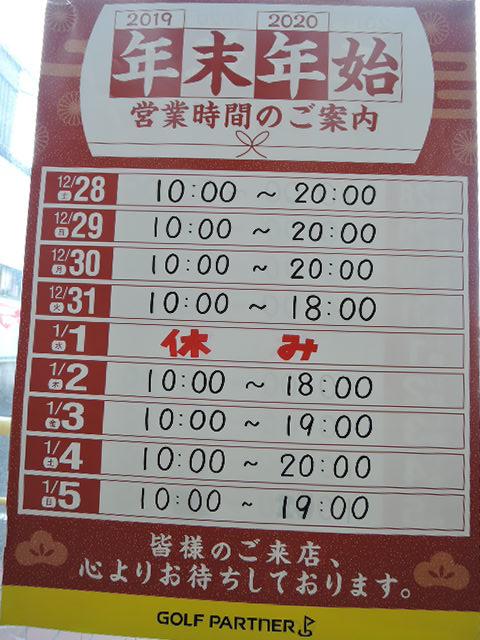 2019 2020
年末年始
営業時間のご案内
12/28 土 10:00 ~ 20:00
12/29 日 10:00 ~ 20:00
12/30 月 10:00 ~ 20:00
12/31 火 10:00 ~ 18:00
1/1 水 休み
1/2 木 10:00 ~ 18:00
1/3 金 10:00 ~ 19:00
1/4 土 10:00 ~ 20:00
1/5 日 10:00 ~ 19:00
皆様のご来店、
心よりお待ちしております。
GOLF PARTNER